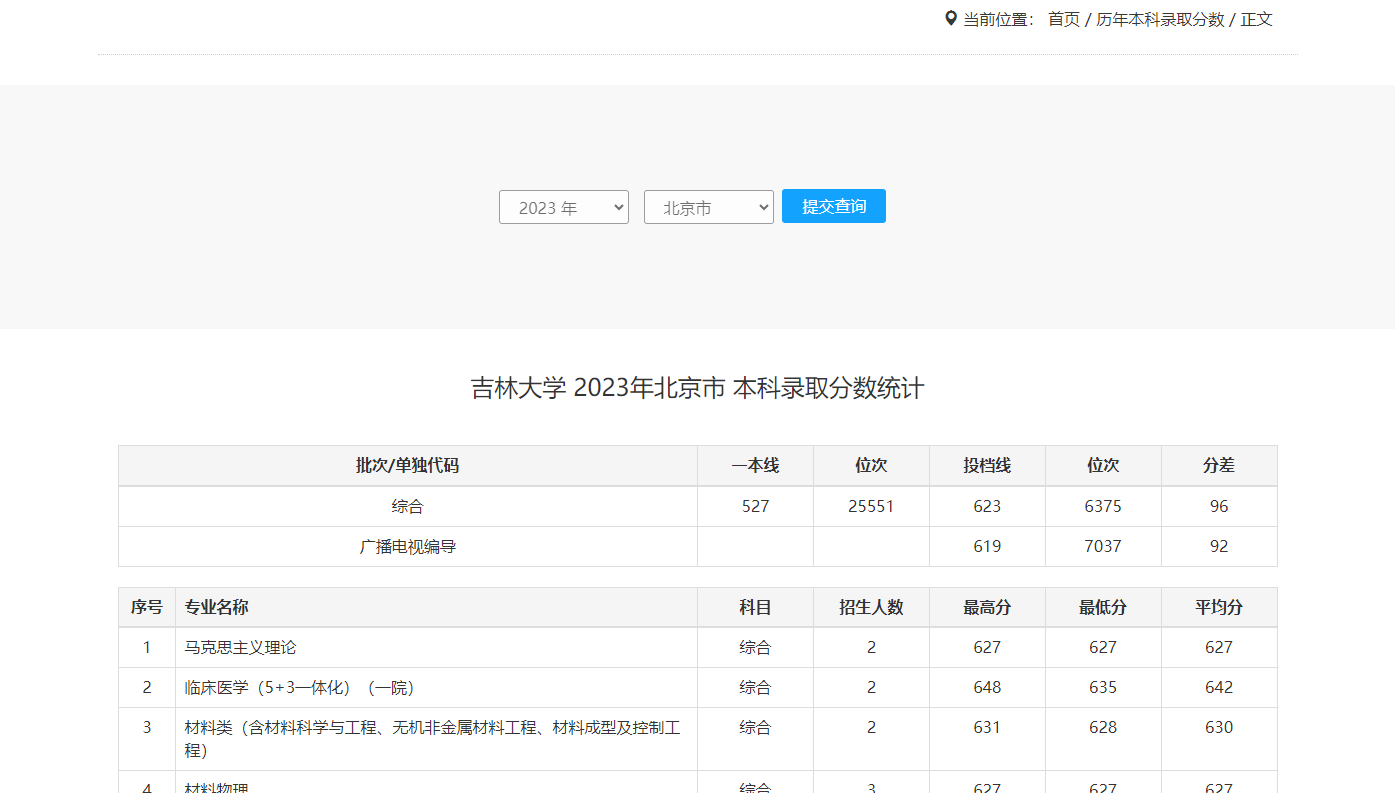 当前位置： 首页 / 历年本科录取分数 / 正文
2023 年 北京市 提交查询
吉林大学 2023年北京市 本科录取分数统计
批次/单独代码 一本线 位次 投档线 位次 分差
综合 527 25551 623 6375 96
广播电视编导 619 7037 92
序号 专业名称 科目 招生人数 最高分 最低分 平均分
1 马克思主义理论 综合 2 627 627 627
2 临床医学（5+3一体化）（一院） 综合 2 648 635 642
3 材料类（含材料科学与工程、无机非金属材料工程、材料成型及控制工 综合 2 631 628 630
程）
4 材料物理 综合 3 627 627 627